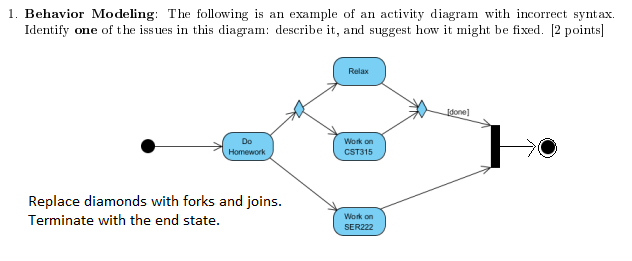 1. Behavior Modeling: The following is an example of an activity diagram with incorrect syntax.
Identify one of the issues in this diagram: describe it, and suggest how it might be fixed. [2 points]
Relax
[done]
Do
Homework
Work on
CST315
Replace diamonds with forks and joins.
Terminate with the end state.
Work on
SER222